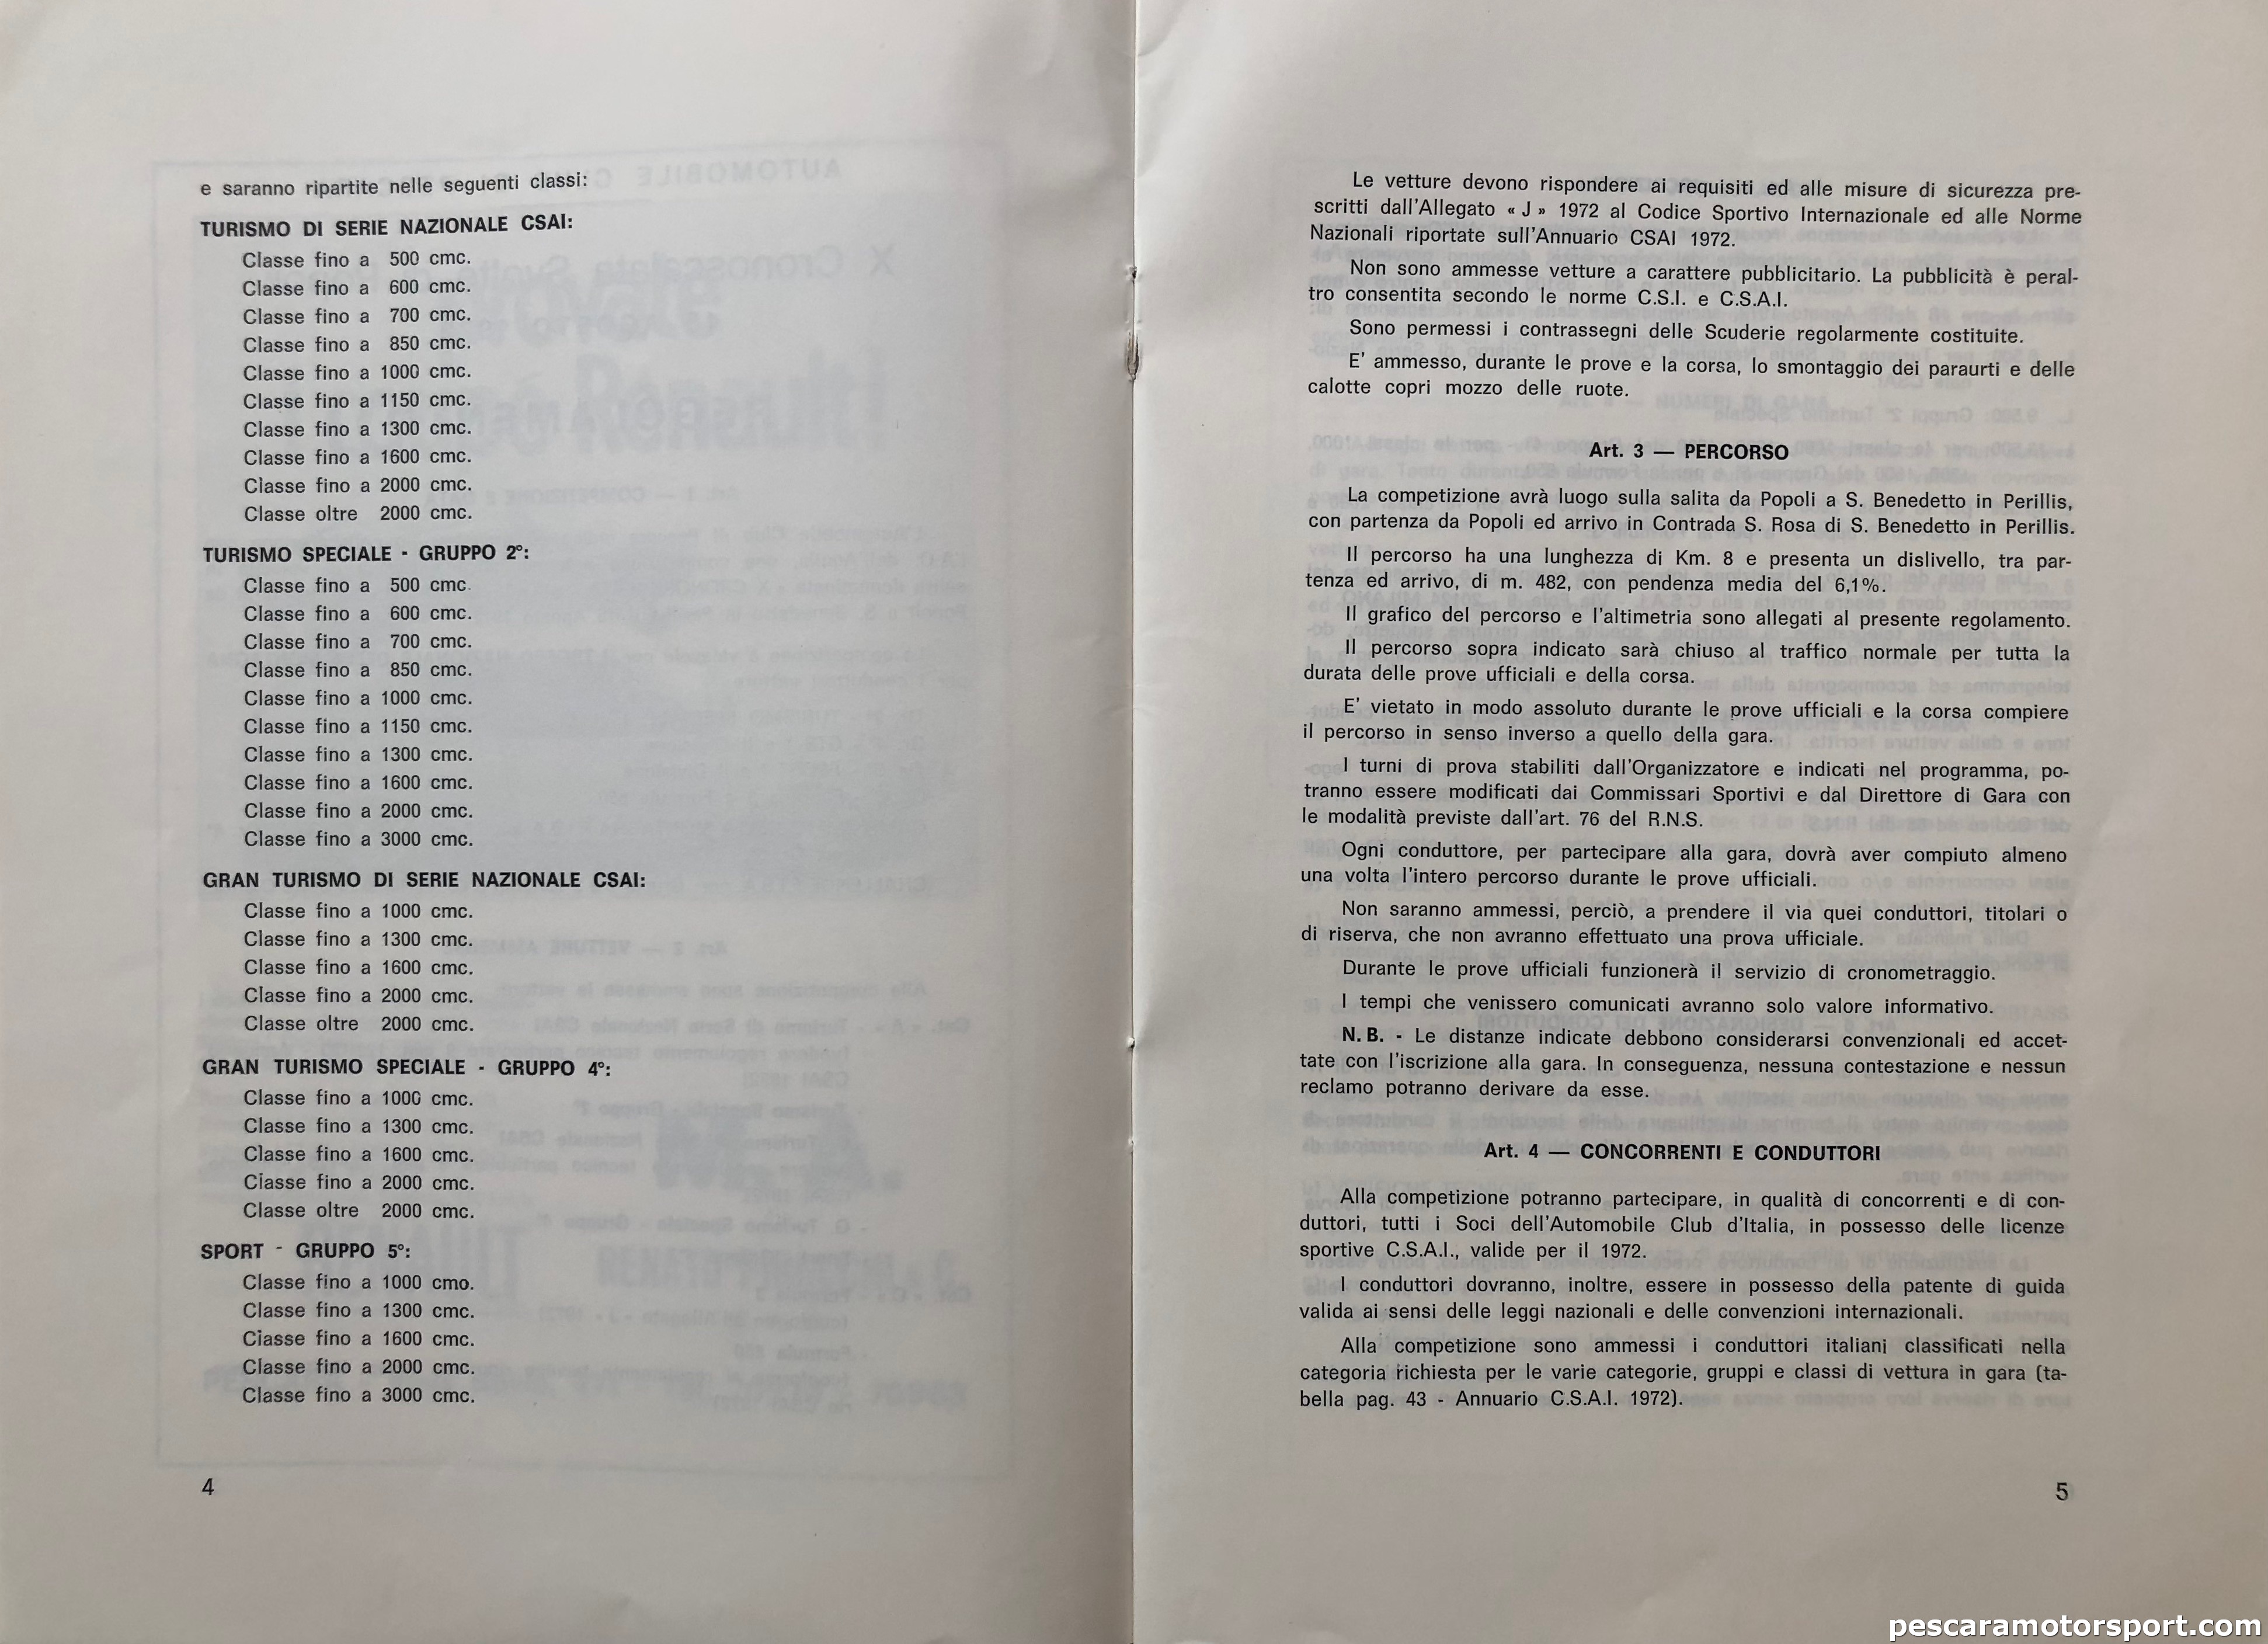 e saranno ripartite nelle seguenti classi:
TURISMO DI SERIE NAZIONALE CSAI:
Classe fino a 500 cmc.
Classe fino a 600 cmc.
Classe fino a 700 cmc.
Classe fino a 850 cmc.
Classe fino a 1000 cmc.
Classe fino a 1150 cmc.
Classe fino a 1300 cmc.
Classe fino a 1600 cmc.
Classe fino a 2000 cmc.
Classe oltre 2000 cmc.
TURISMO SPECIALE - GRUPPO 2°:
Classe fino a 500 cmc.
Classe fino a 600 cmc.
Classe fino a 700 cmc.
Classe fino a 850 cmc.
Classe fino a 1000 cmc.
Classe fino a 1150 cmc.
Classe fino a 1300 cmc.
Classe fino a 1600 cmc.
Classe fino a 2000 cmc.
Classe fino a 3000 cmc.
GRAN TURISMO DI SERIE NAZIONALE CSAI:
Classe fino a 1000 cmc.
Classe fino a 1300 cmc.
Classe fino a 1600 cmc.
Classe fino a 2000 cmc.
Classe oltre 2000 cmc.
GRAN TURISMO SPECIALE - GRUPPO 4°:
Classe fino a 1000 cmc.
Classe fino a 1300 cmc.
Classe fino a 1600 cmc.
Classe fino a 2000 cmc.
Classe oltre 2000 cmc.
SPORT - GRUPPO 5°:
Classe fino a 1000 cmo.
Classe fino a 1300 cmc.
Classe fino a 1600 cmc.
Classe fino a 2000 cmc.
Classe fino a 3000 cmc.
4
Le vetture devono rispondere ai requisiti ed alle misure di sicurezza pre-
scritti dall'Allegato « J » 1972 al Codice Sportivo Internazionale ed alle Norme
Nazionali riportate sull'Annuario CSAI 1972.
Non sono ammesse vetture a carattere pubblicitario. La pubblicità è peral-
tro consentita secondo le norme C.S.I. e C.S.A.I.
Sono permessi i contrassegni delle Scuderie regolarmente costituite.
E' ammesso, durante le prove e la corsa, lo smontaggio dei paraurti e delle
calotte copri mozzo delle ruote.
Art. 3 — PERCORSO
La competizione avrà luogo sulla salita da Popoli a S. Benedetto in Perillis,
con partenza da Popoli ed arrivo in Contrada S. Rosa di S. Benedetto in Perillis.
Il percorso ha una lunghezza di Km. 8 e presenta un dislivello, tra par-
tenza ed arrivo, di m. 482, con pendenza media del 6,1%.
Il grafico del percorso e l'altimetria sono allegati al presente regolamento.
Il percorso sopra indicato sarà chiuso al traffico normale per tutta la
durata delle prove ufficiali e della corsa.
E' vietato in modo assoluto durante le prove ufficiali e la corsa compiere
il percorso in senso inverso a quello della gara.
I turni di prova stabiliti dall'Organizzatore e indicati nel programma, po-
tranno essere modificati dai Commissari Sportivi e dal Direttore di Gara con
le modalità previste dall'art. 76 del R.N.S.
Ogni conduttore, per partecipare alla gara, dovrà aver compiuto almeno
una volta l'intero percorso durante le prove ufficiali.
Non saranno ammessi, perciò, a prendere il via quei conduttori, titolari o
di riserva, che non avranno effettuato una prova ufficiale.
Durante le prove ufficiali funzionerà il servizio di cronometraggio.
I tempi che venissero comunicati avranno solo valore informativo.
N. B. - Le distanze indicate debbono considerarsi convenzionali ed accet-
tate con l'iscrizione alla gara. In conseguenza, nessuna contestazione e nessun
reclamo potranno derivare da esse.
Art. 4 — CONCORRENTI E CONDUTTORI
Alla competizione potranno partecipare, in qualità di concorrenti e di con-
duttori, tutti i Soci dell'Automobile Club d'Italia, in possesso delle licenze
sportive C.S.A.I., valide per il 1972.
I conduttori dovranno, inoltre, essere in possesso della patente di guida
valida ai sensi delle leggi nazionali e delle convenzioni internazionali.
Alla competizione sono ammessi i conduttori italiani classificati nella
categoria richiesta per le varie categorie, gruppi e classi di vettura in gara (ta-
bella pag. 43 - Annuario C.S.A.I. 1972).
5
pescaramotorsport.com